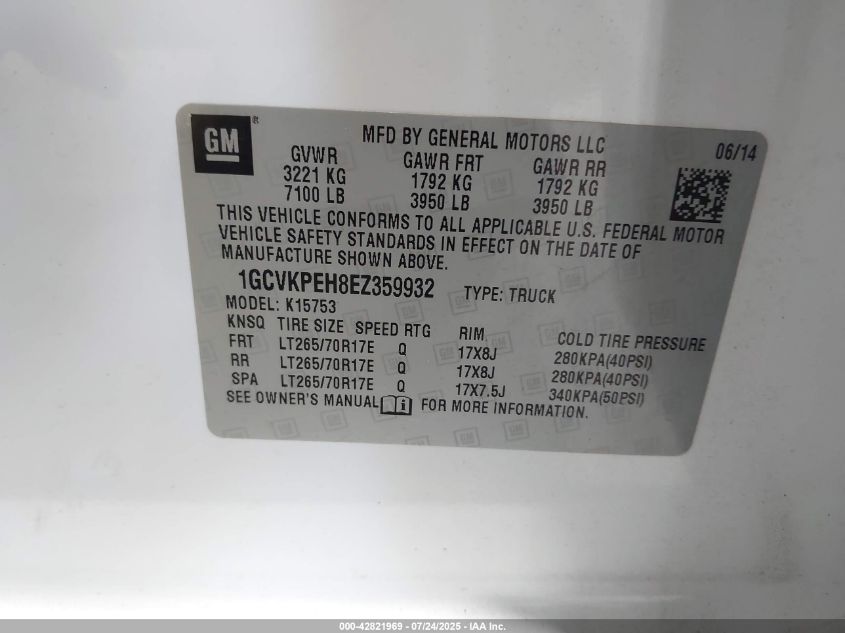 GM ®
MFD BY GENERAL MOTORS LLC 06/14
GVWR GAWR FRT GAWR RR
3221 KG 1792 KG 1792 KG
7100 LB 3950 LB 3950 LB
THIS VEHICLE CONFORMS TO ALL APPLICABLE U.S. FEDERAL MOTOR
VEHICLE SAFETY STANDARDS IN EFFECT ON THE DATE OF
MANUFACTURE SHOWN ABOVE.
1GCVKPEH8EZ359932 TYPE: TRUCK
MODEL: K15753
KNSQ TIRE SIZE SPEED RTG RIM COLD TIRE PRESSURE
FRT LT265/70R17E Q 17X8J 280KPA(40PSI)
RR LT265/70R17E Q 17X8J 280KPA(40PSI)
SPA LT265/70R17E Q 17X7.5J 340KPA(50PSI)
SEE OWNER'S MANUAL i FOR MORE INFORMATION.
000-42821969 - 07/24/2025 - IAA Inc.